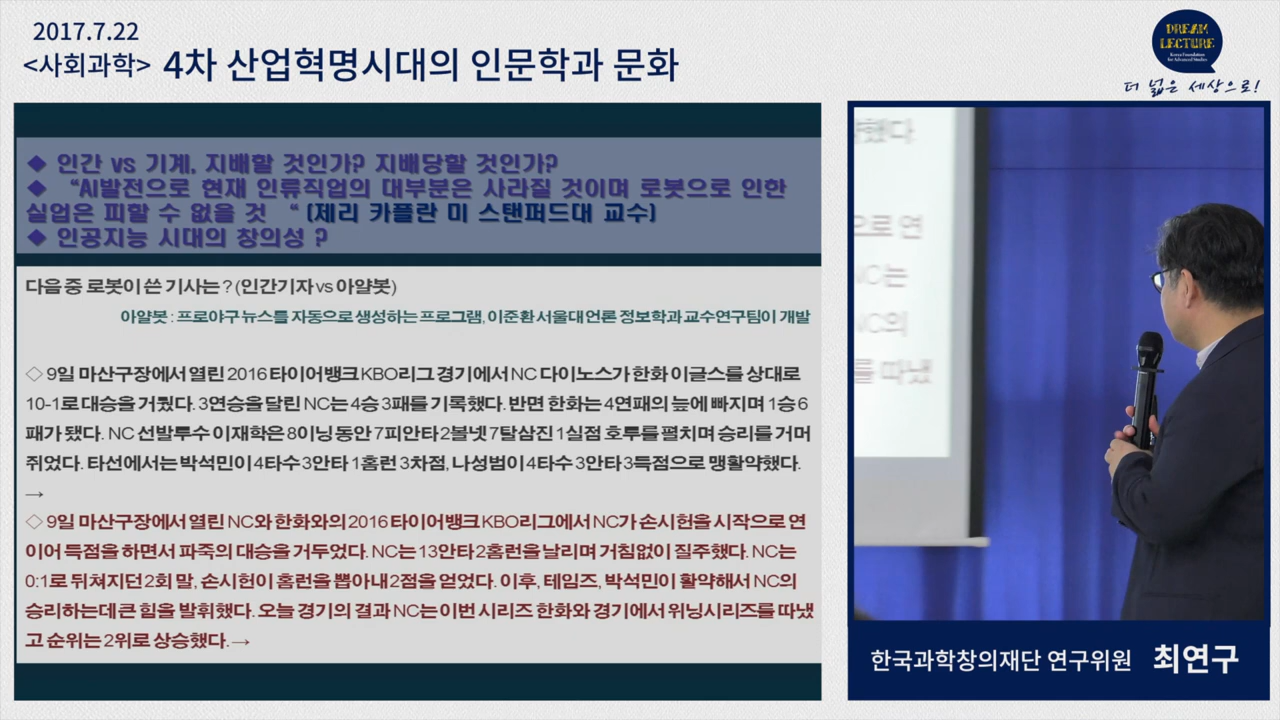 2017.7.22
<사회과학> 4차 산업혁명시대의 인문학과 문화
DREAM
LECTURE
Korea Foundation
for Advanced Studies
더 넓은 세상으로!
◆ 인간 vs 기계, 지배할 것인가? 지배당할 것인가?
◆ “AI발전으로 현재 인류직업의 대부분은 사라질 것이며 로봇으로 인한
실업은 피할 수 없을 것 “ (제리 카플란 미 스탠퍼드대 교수)
◆ 인공지능 시대의 창의성 ?
다음 중 로봇이 쓴 기사는 ? (인간기자 vs 아얄봇)
아얄봇 : 프로야구 뉴스를 자동으로 생성하는 프로그램, 이준환 서울대 언론 정보학과 교수연구팀이 개발
◇ 9일 마산구장에서 열린 2016 타이어뱅크 KBO리그 경기에서 NC 다이노스가 한화 이글스를 상대로
10-1로 대승을 거뒀다. 3연승을 달린 NC는 4승 3패를 기록했다. 반면 한화는 4연패의 늪에 빠지며 1승 6
패가 됐다. NC 선발투수 이재학은 8이닝 동안 7피안타 2볼넷 7탈삼진 1실점 호투를 펼치며 승리를 거머
쥐었다. 타선에서는 박석민이 4타수 3안타 1홈런 3차점, 나성범이 4타수 3안타 3득점으로 맹활약했다.
→
◇ 9일 마산구장에서 열린 NC와 한화와의 2016 타이어뱅크 KBO리그에서 NC가 손시헌을 시작으로 연
이어 득점을 하면서 파죽의 대승을 거두었다. NC는 13안타 2홈런을 날리며 거침없이 질주했다. NC는
0:1로 뒤쳐지던 2회 말, 손시헌이 홈런을 뽑아내 2점을 얻었다. 이후, 테임즈, 박석민이 활약해서 NC의
승리하는데 큰 힘을 발휘했다. 오늘 경기의 결과 NC는 이번 시리즈 한화와 경기에서 위닝시리즈를 따냈
고 순위는 2위로 상승했다. →
했다
으로 연
NC는
NC의
를 따냈
한국과학창의재단 연구위원 최연구